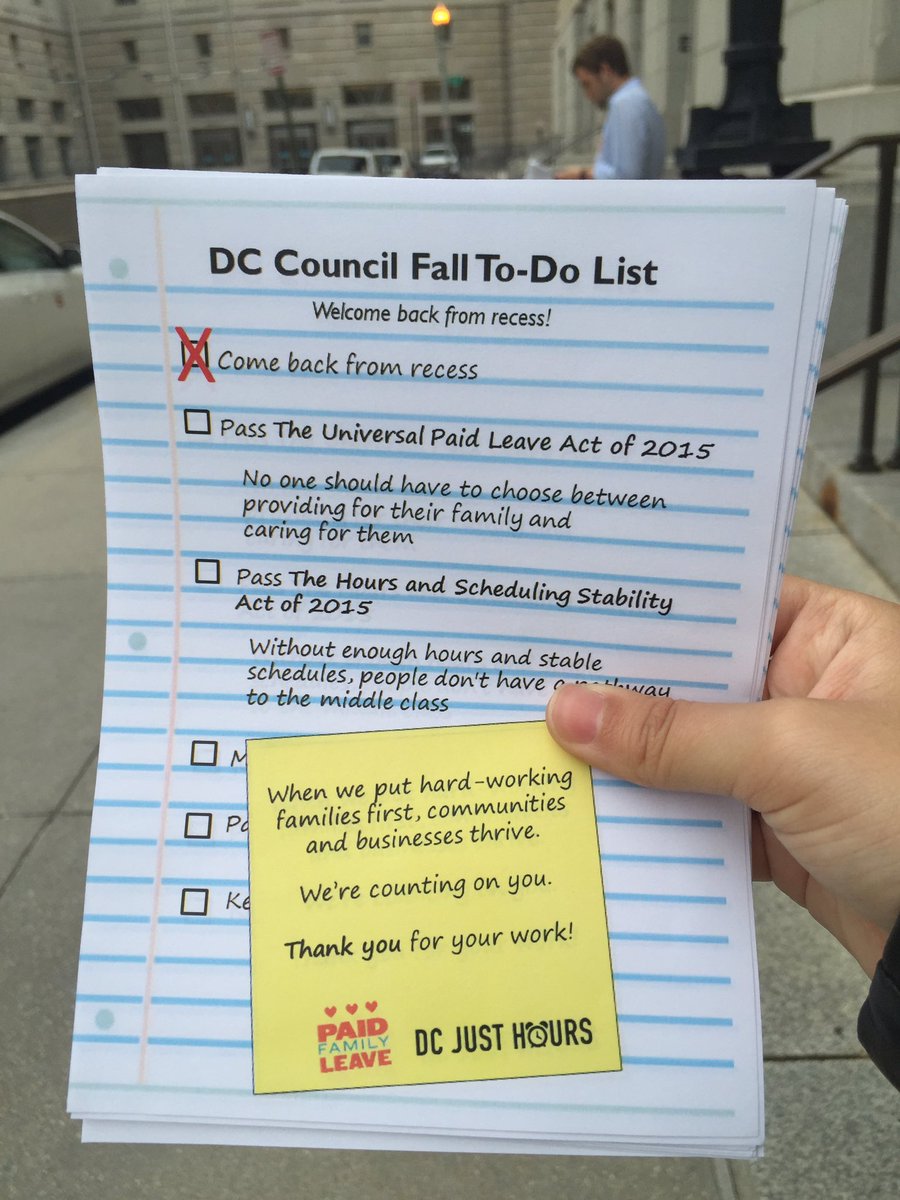 DC Council Fall To-Do List
Welcome back from recess!
X Come back from recess
Pass The Universal Paid Leave Act of 2015
No one should have to choose between
providing for their family and
caring for them
Pass The Hours and Scheduling Stability
Act of 2015
Without enough hours and stable
schedules, people don't have a pathway
to the middle class
M
Pa
Ke
When we put hard-working
families first, communities
and businesses thrive.
We're counting on you.
Thank you for your work!
PAID
FAMILY
LEAVE
DC JUST HOURS